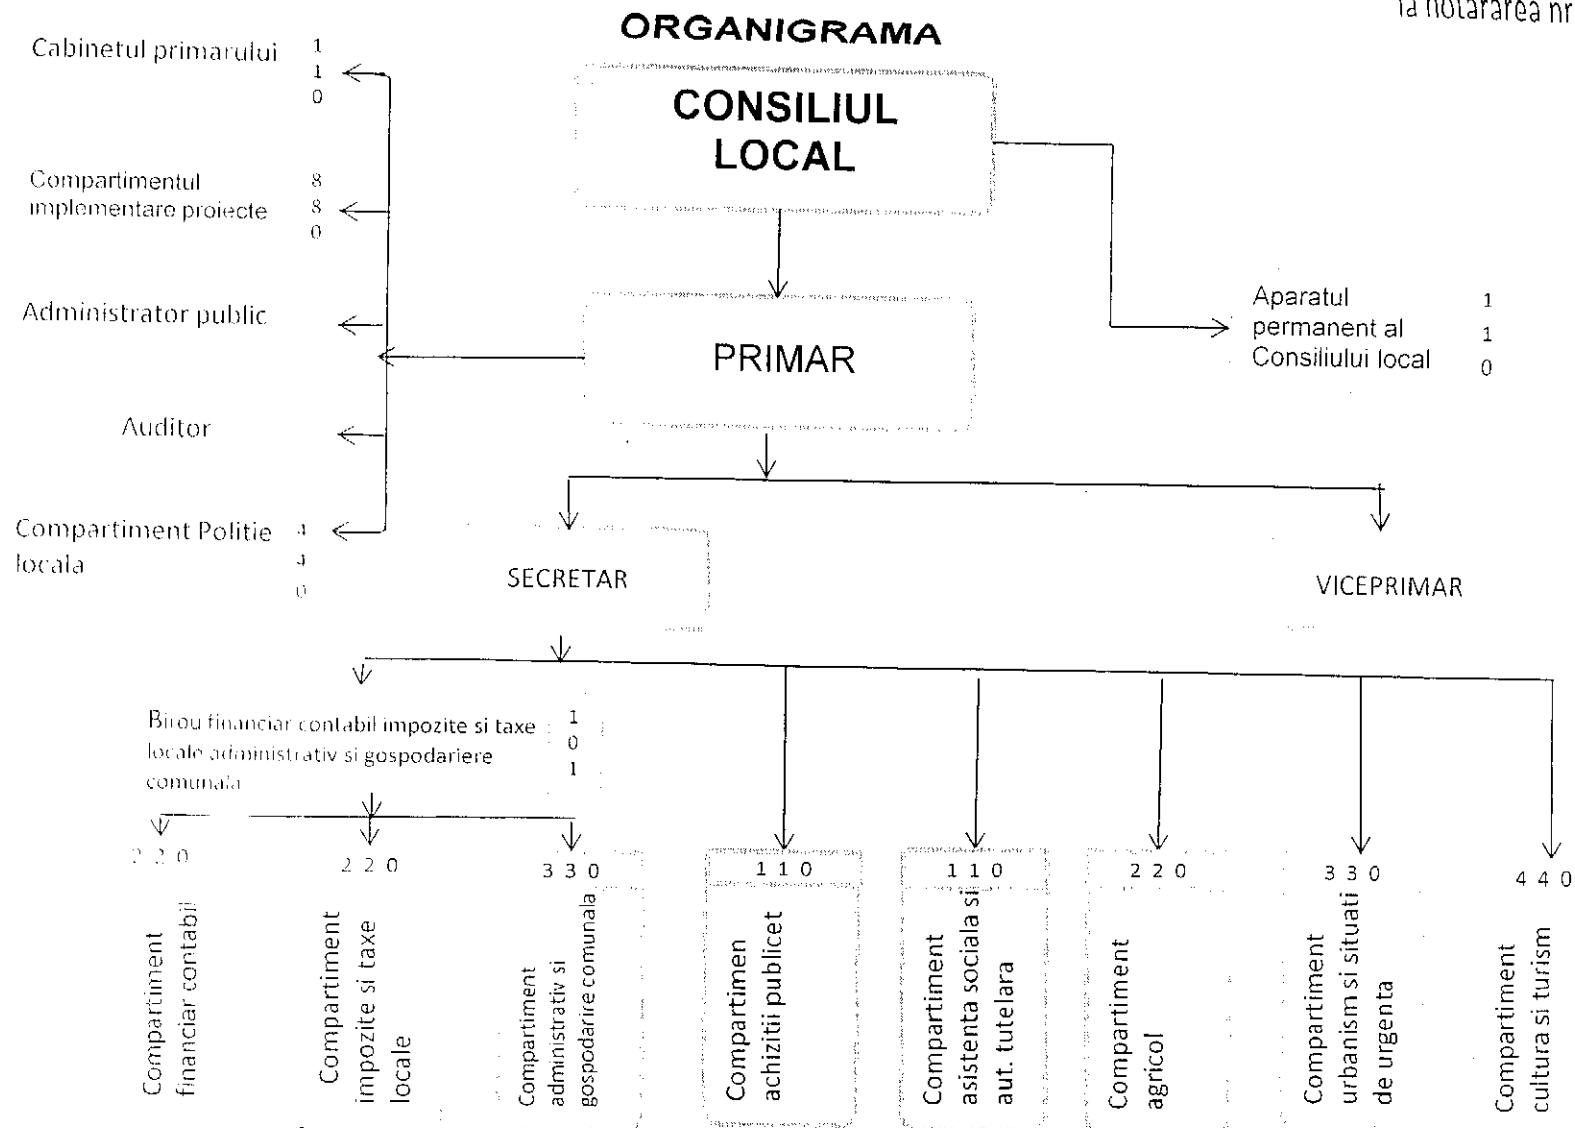 la hotararea nr
ORGANIGRAMA
CONSILIUL
LOCAL
Cabinetul primarului
1
1
0
Compartimentul
implementare proiecte
8
8
0
Administrator public
Auditor
Compartiment Politie
locala
4
4
0
PRIMAR
Aparatul
permanent al
Consiliului local
1
1
0
SECRETAR
VICEPRIMAR
Birou financiar contabil impozite si taxe
locale administrativ si gospodariere
comunala
1
0
1
2 2 0
Compartiment
financiar contabil
2 2 0
Compartiment
impozite si taxe
locale
3 3 0
Compartiment
administrativ si
gospodarire comunala
1 1 0
Compartimen
achizitii publicet
1 1 0
Compartiment
asistenta sociala si
aut. tutelara
2 2 0
Compartiment
agricol
3 3 0
Compartiment
urbanism si situati
de urgenta
4 4 0
Compartiment
cultura si turism